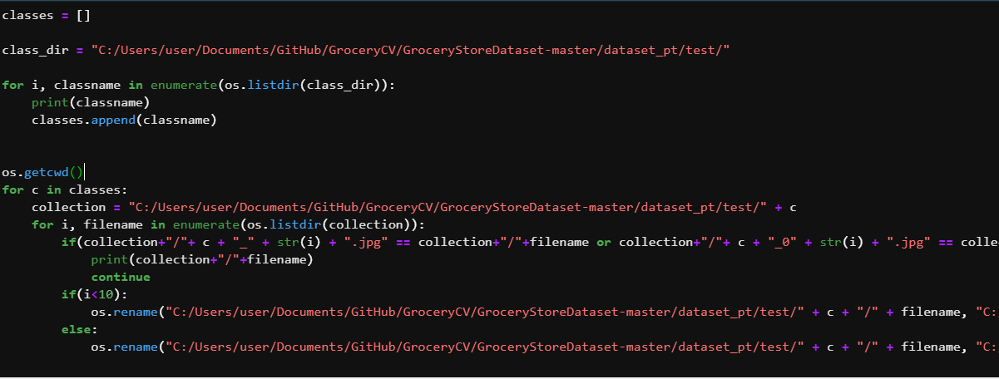 classes = []
class_dir = "C:/Users/user/Documents/GitHub/GroceryCV/GroceryStoreDataset-master/dataset_pt/test/"
for i, classname in enumerate(os.listdir(class_dir)):
    print(classname)
    classes.append(classname)
os.getcwd()
for c in classes:
    collection = "C:/Users/user/Documents/GitHub/GroceryCV/GroceryStoreDataset-master/dataset_pt/test/" + c
    for i, filename in enumerate(os.listdir(collection)):
        if(collection+"/"+ c + "_" + str(i) + ".jpg" == collection+"/"+filename or collection+"/"+ c + "_0" + str(i) + ".jpg" == colle
            print(collection+"/"+filename)
            continue
        if(i<10):
            os.rename("C:/Users/user/Documents/GitHub/GroceryCV/GroceryStoreDataset-master/dataset_pt/test/" + c + "/" + filename, "C:
        else:
            os.rename("C:/Users/user/Documents/GitHub/GroceryCV/GroceryStoreDataset-master/dataset_pt/test/" + c + "/" + filename, "C: